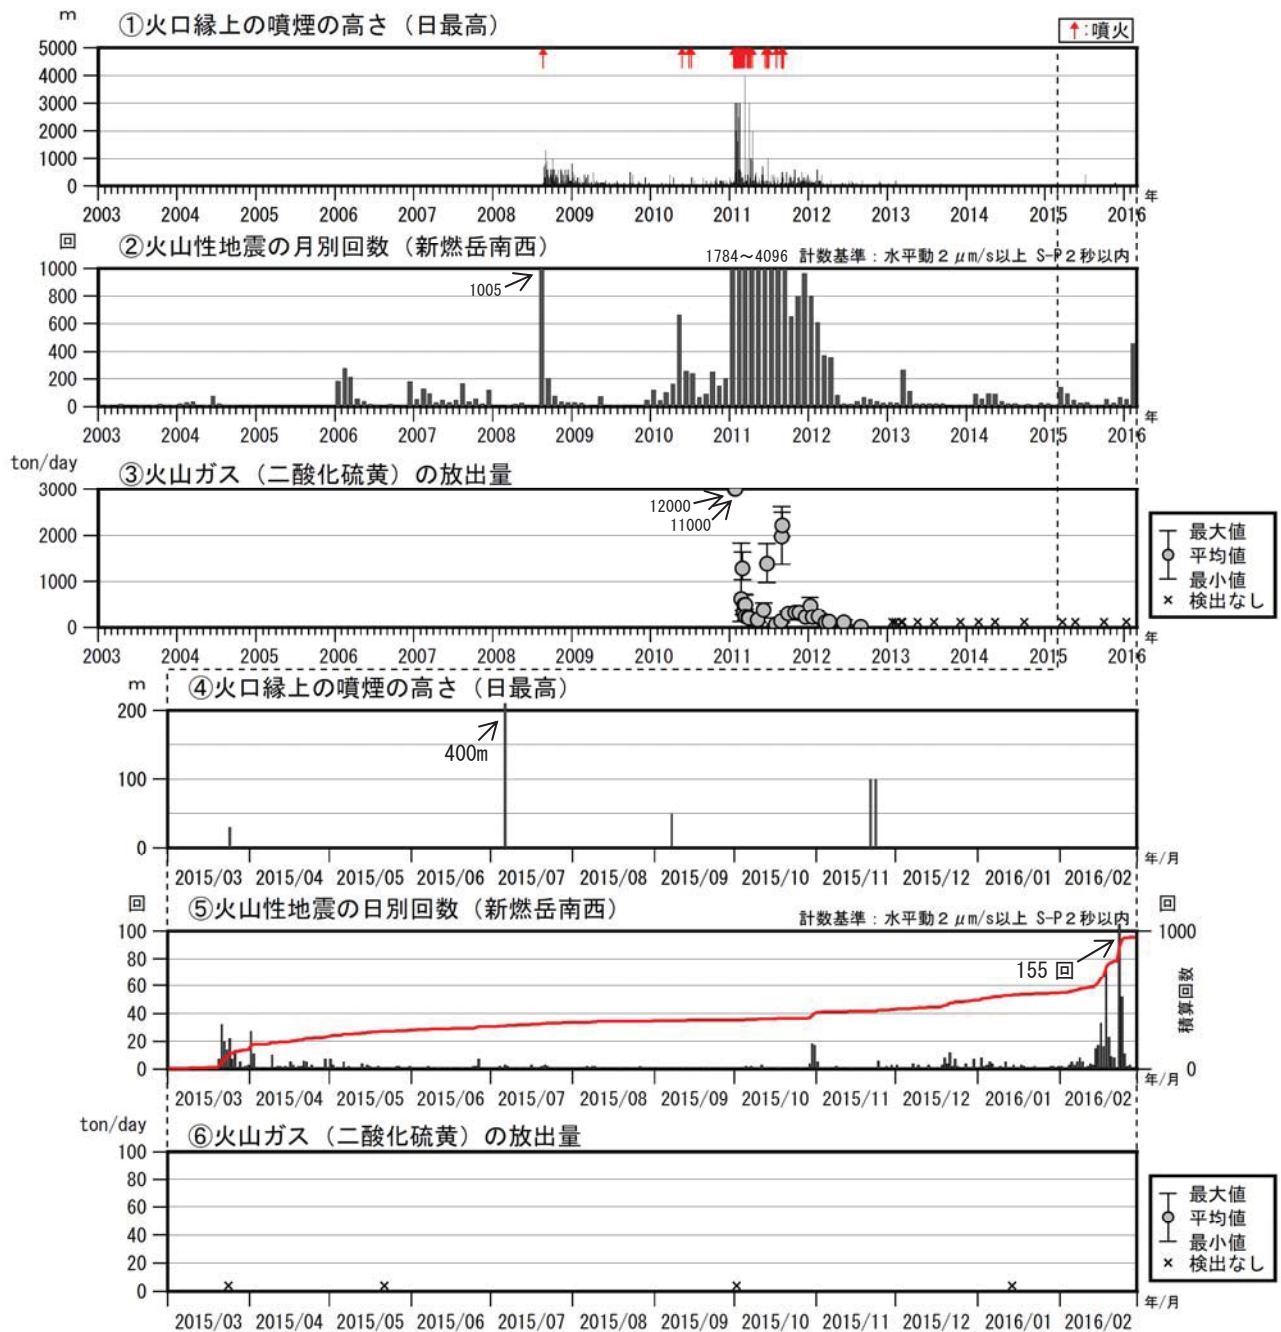 m
①火口縁上の噴煙の高さ（日最高）
↑:噴火
5000
4000
3000
2000
1000
0
2003 2004 2005 2006 2007 2008 2009 2010 2011 2012 2013 2014 2015 2016 年
回
②火山性地震の月別回数（新燃岳南西）
1784～4096
計数基準：水平動２μm/s以上 S-P２秒以内
1005
1000
800
600
400
200
0
2003 2004 2005 2006 2007 2008 2009 2010 2011 2012 2013 2014 2015 2016 年
ton/day
③火山ガス（二酸化硫黄）の放出量
12000
11000
3000
2000
1000
0
2003 2004 2005 2006 2007 2008 2009 2010 2011 2012 2013 2014 2015 2016 年
最大値
平均値
最小値
× 検出なし
m
④火口縁上の噴煙の高さ（日最高）
400m
200
100
0
2015/03 2015/04 2015/05 2015/06 2015/07 2015/08 2015/09 2015/10 2015/11 2015/12 2016/01 2016/02 年/月
回
⑤火山性地震の日別回数（新燃岳南西）
計数基準：水平動２μm/s以上 S-P２秒以内
回
155 回
100
80
60
40
20
0
1000
0
積算回数
2015/03 2015/04 2015/05 2015/06 2015/07 2015/08 2015/09 2015/10 2015/11 2015/12 2016/01 2016/02 年/月
ton/day
⑥火山ガス（二酸化硫黄）の放出量
100
80
60
40
20
0
2015/03 2015/04 2015/05 2015/06 2015/07 2015/08 2015/09 2015/10 2015/11 2015/12 2016/01 2016/02 年/月
最大値
平均値
最小値
× 検出なし